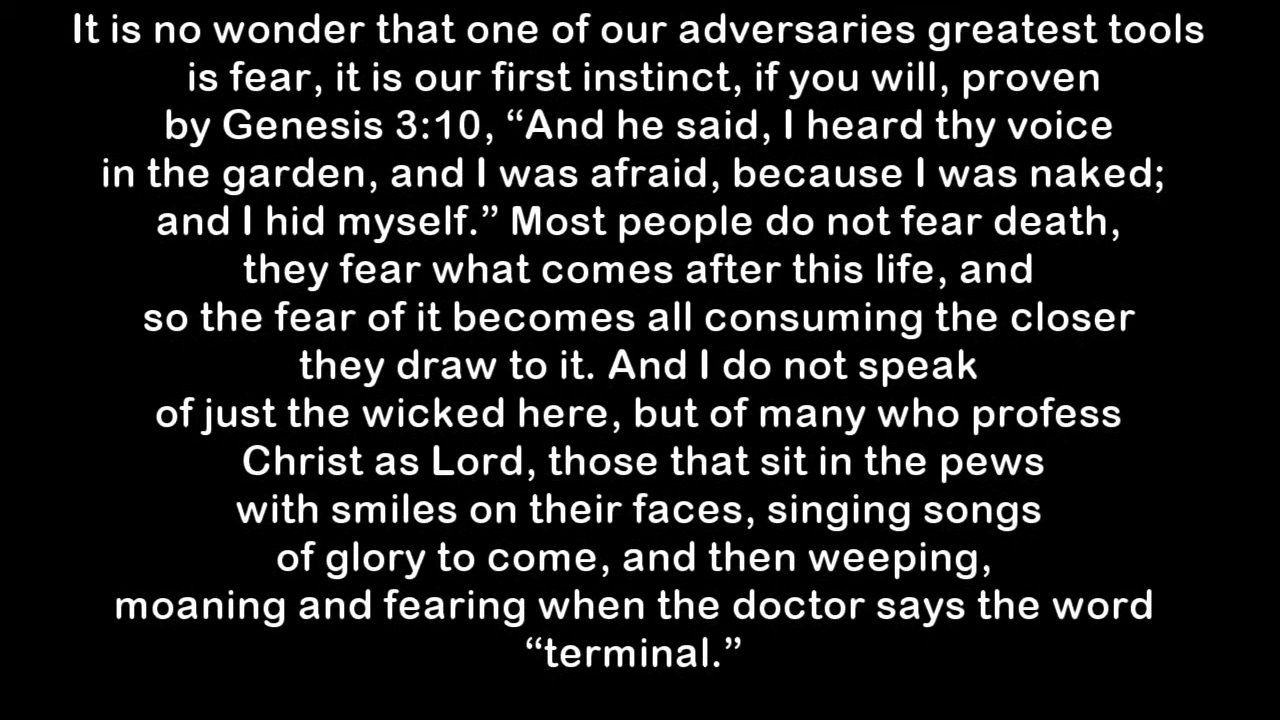 It is no wonder that one of our adversaries greatest tools
is fear, it is our first instinct, if you will, proven
by Genesis 3:10, “And he said, I heard thy voice
in the garden, and I was afraid, because I was naked;
and I hid myself.” Most people do not fear death,
they fear what comes after this life, and
so the fear of it becomes all consuming the closer
they draw to it. And I do not speak
of just the wicked here, but of many who profess
Christ as Lord, those that sit in the pews
with smiles on their faces, singing songs
of glory to come, and then weeping,
moaning and fearing when the doctor says the word
“terminal.”